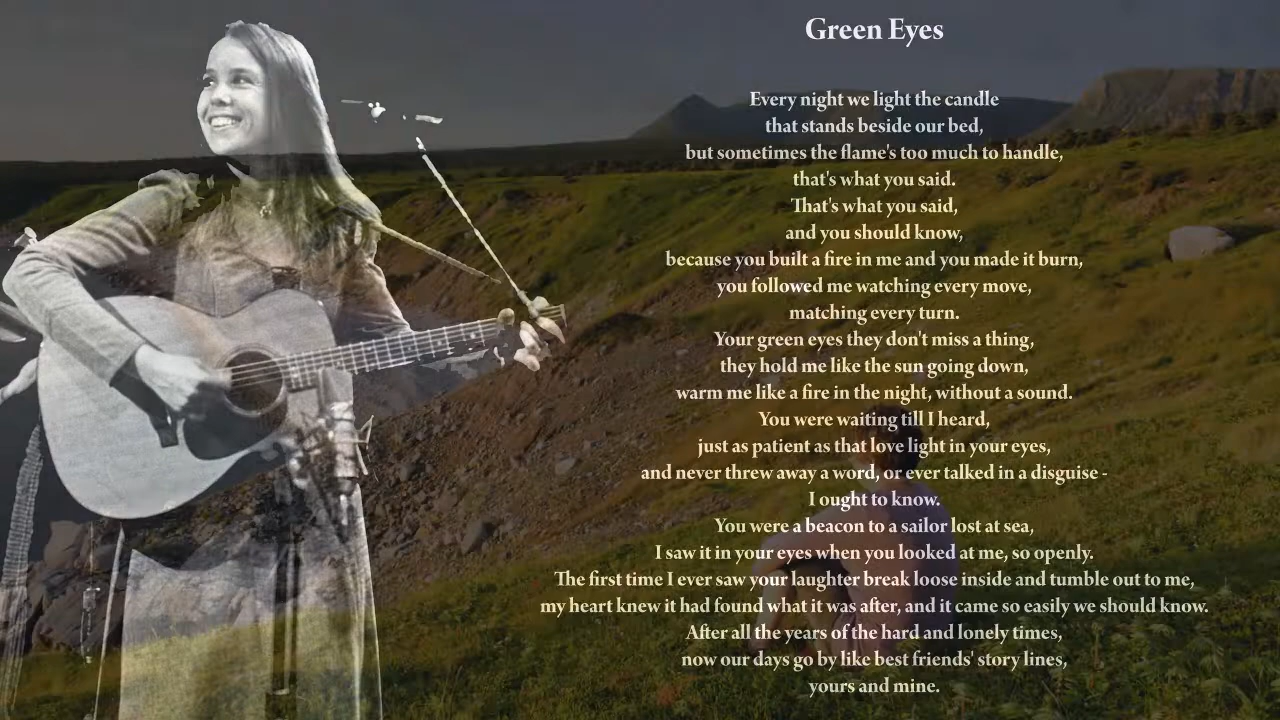 Green Eyes
Every night we light the candle
that stands beside our bed,
but sometimes the flame's too much to handle,
that's what you said.
That's what you said,
and you should know,
because you built a fire in me and you made it burn,
you followed me watching every move,
matching every turn.
Your green eyes they don't miss a thing,
they hold me like the sun going down,
warm me like a fire in the night, without a sound.
You were waiting till I heard,
just as patient as that love light in your eyes,
and never threw away a word, or ever talked in a disguise -
I ought to know.
You were a beacon to a sailor lost at sea,
I saw it in your eyes when you looked at me, so openly.
The first time I ever saw your laughter break loose inside and tumble out to me,
my heart knew it had found what it was after, and it came so easily we should know.
After all the years of the hard and lonely times,
now our days go by like best friends' story lines,
yours and mine.